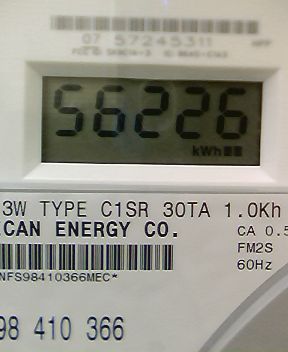 07 57245311
56226
kWh
3W TYPE C1SR 30TA 1.0Kh
CAN ENERGY CO.
CA 0.5
FM2S
NFS98410366MEC*
60Hz
98 410 366